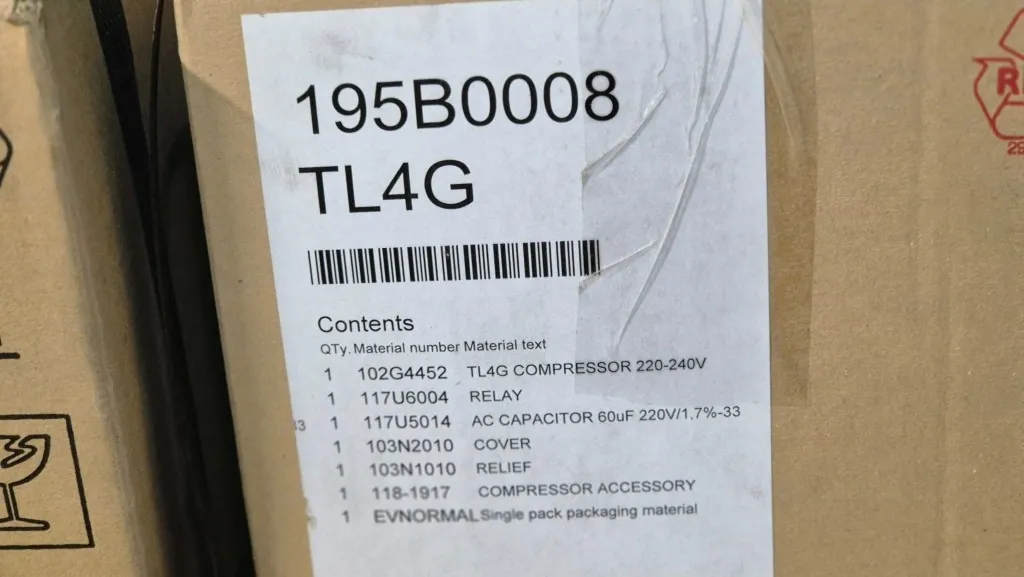 195B0008
TL4G
Contents
QTy. Material number Material text
1 102G4452 TL4G COMPRESSOR 220-240V
1 117U6004 RELAY
1 117U5014 AC CAPACITOR 60uF 220V/1,7%-33
1 103N2010 COVER
1 103N1010 RELIEF
1 118-1917 COMPRESSOR ACCESSORY
1 EVNORMAL Single pack packaging material
R